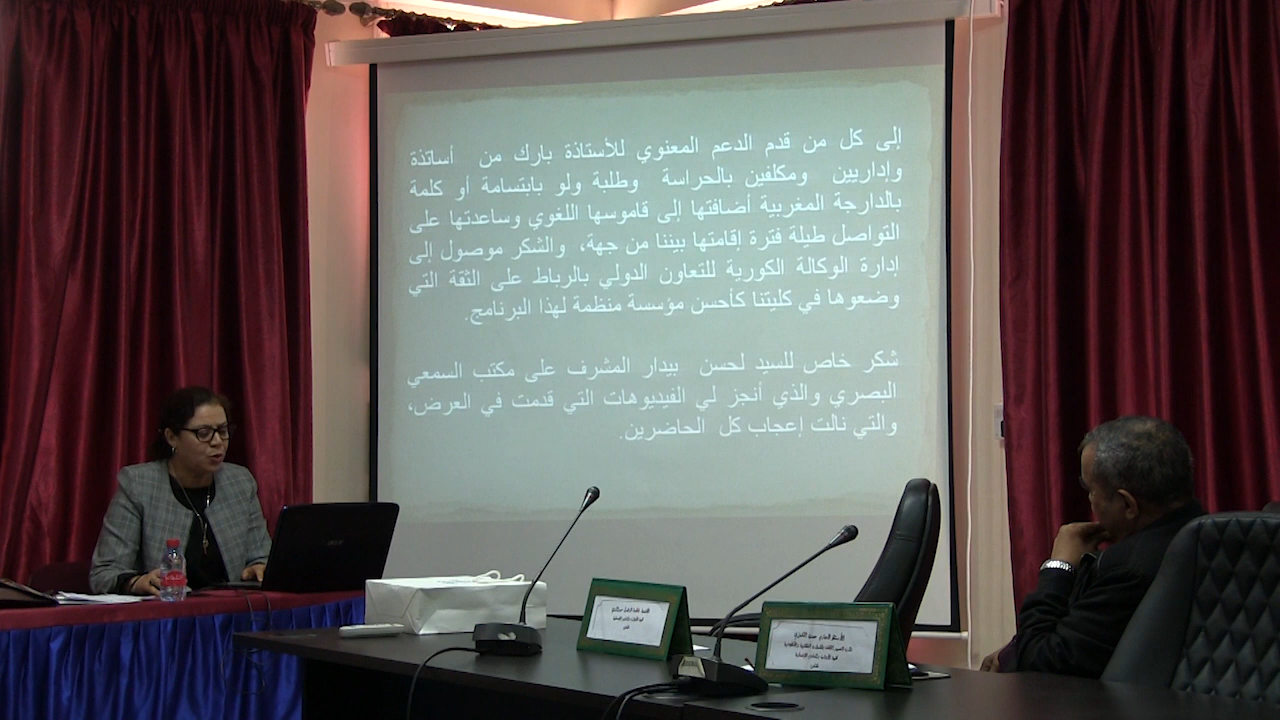 إلى كل من قدم الدعم المعنوي للأستاذة بارك من أساتذة
وإداريين ومكلفين بالحراسة وطلبة ولو بابتسامة أو كلمة
بالدارجة المغربية أضافتها إلى قاموسها اللغوي وساعدتها على
التواصل طيلة فترة إقامتها بيننا من جهة، والشكر موصول إلى
إدارة الوكالة الكورية للتعاون الدولي بالرباط على الثقة التي
وضعوها في كليتنا كأحسن مؤسسة منظمة لهذا البرنامج.
شكر خاص للسيد لحسن بيدار المشرف على مكتب السمعي
البصري والذي أنجز لي الفيديوهات التي قدمت في العرض،
والتي نالت إعجاب كل الحاضرين.
acer